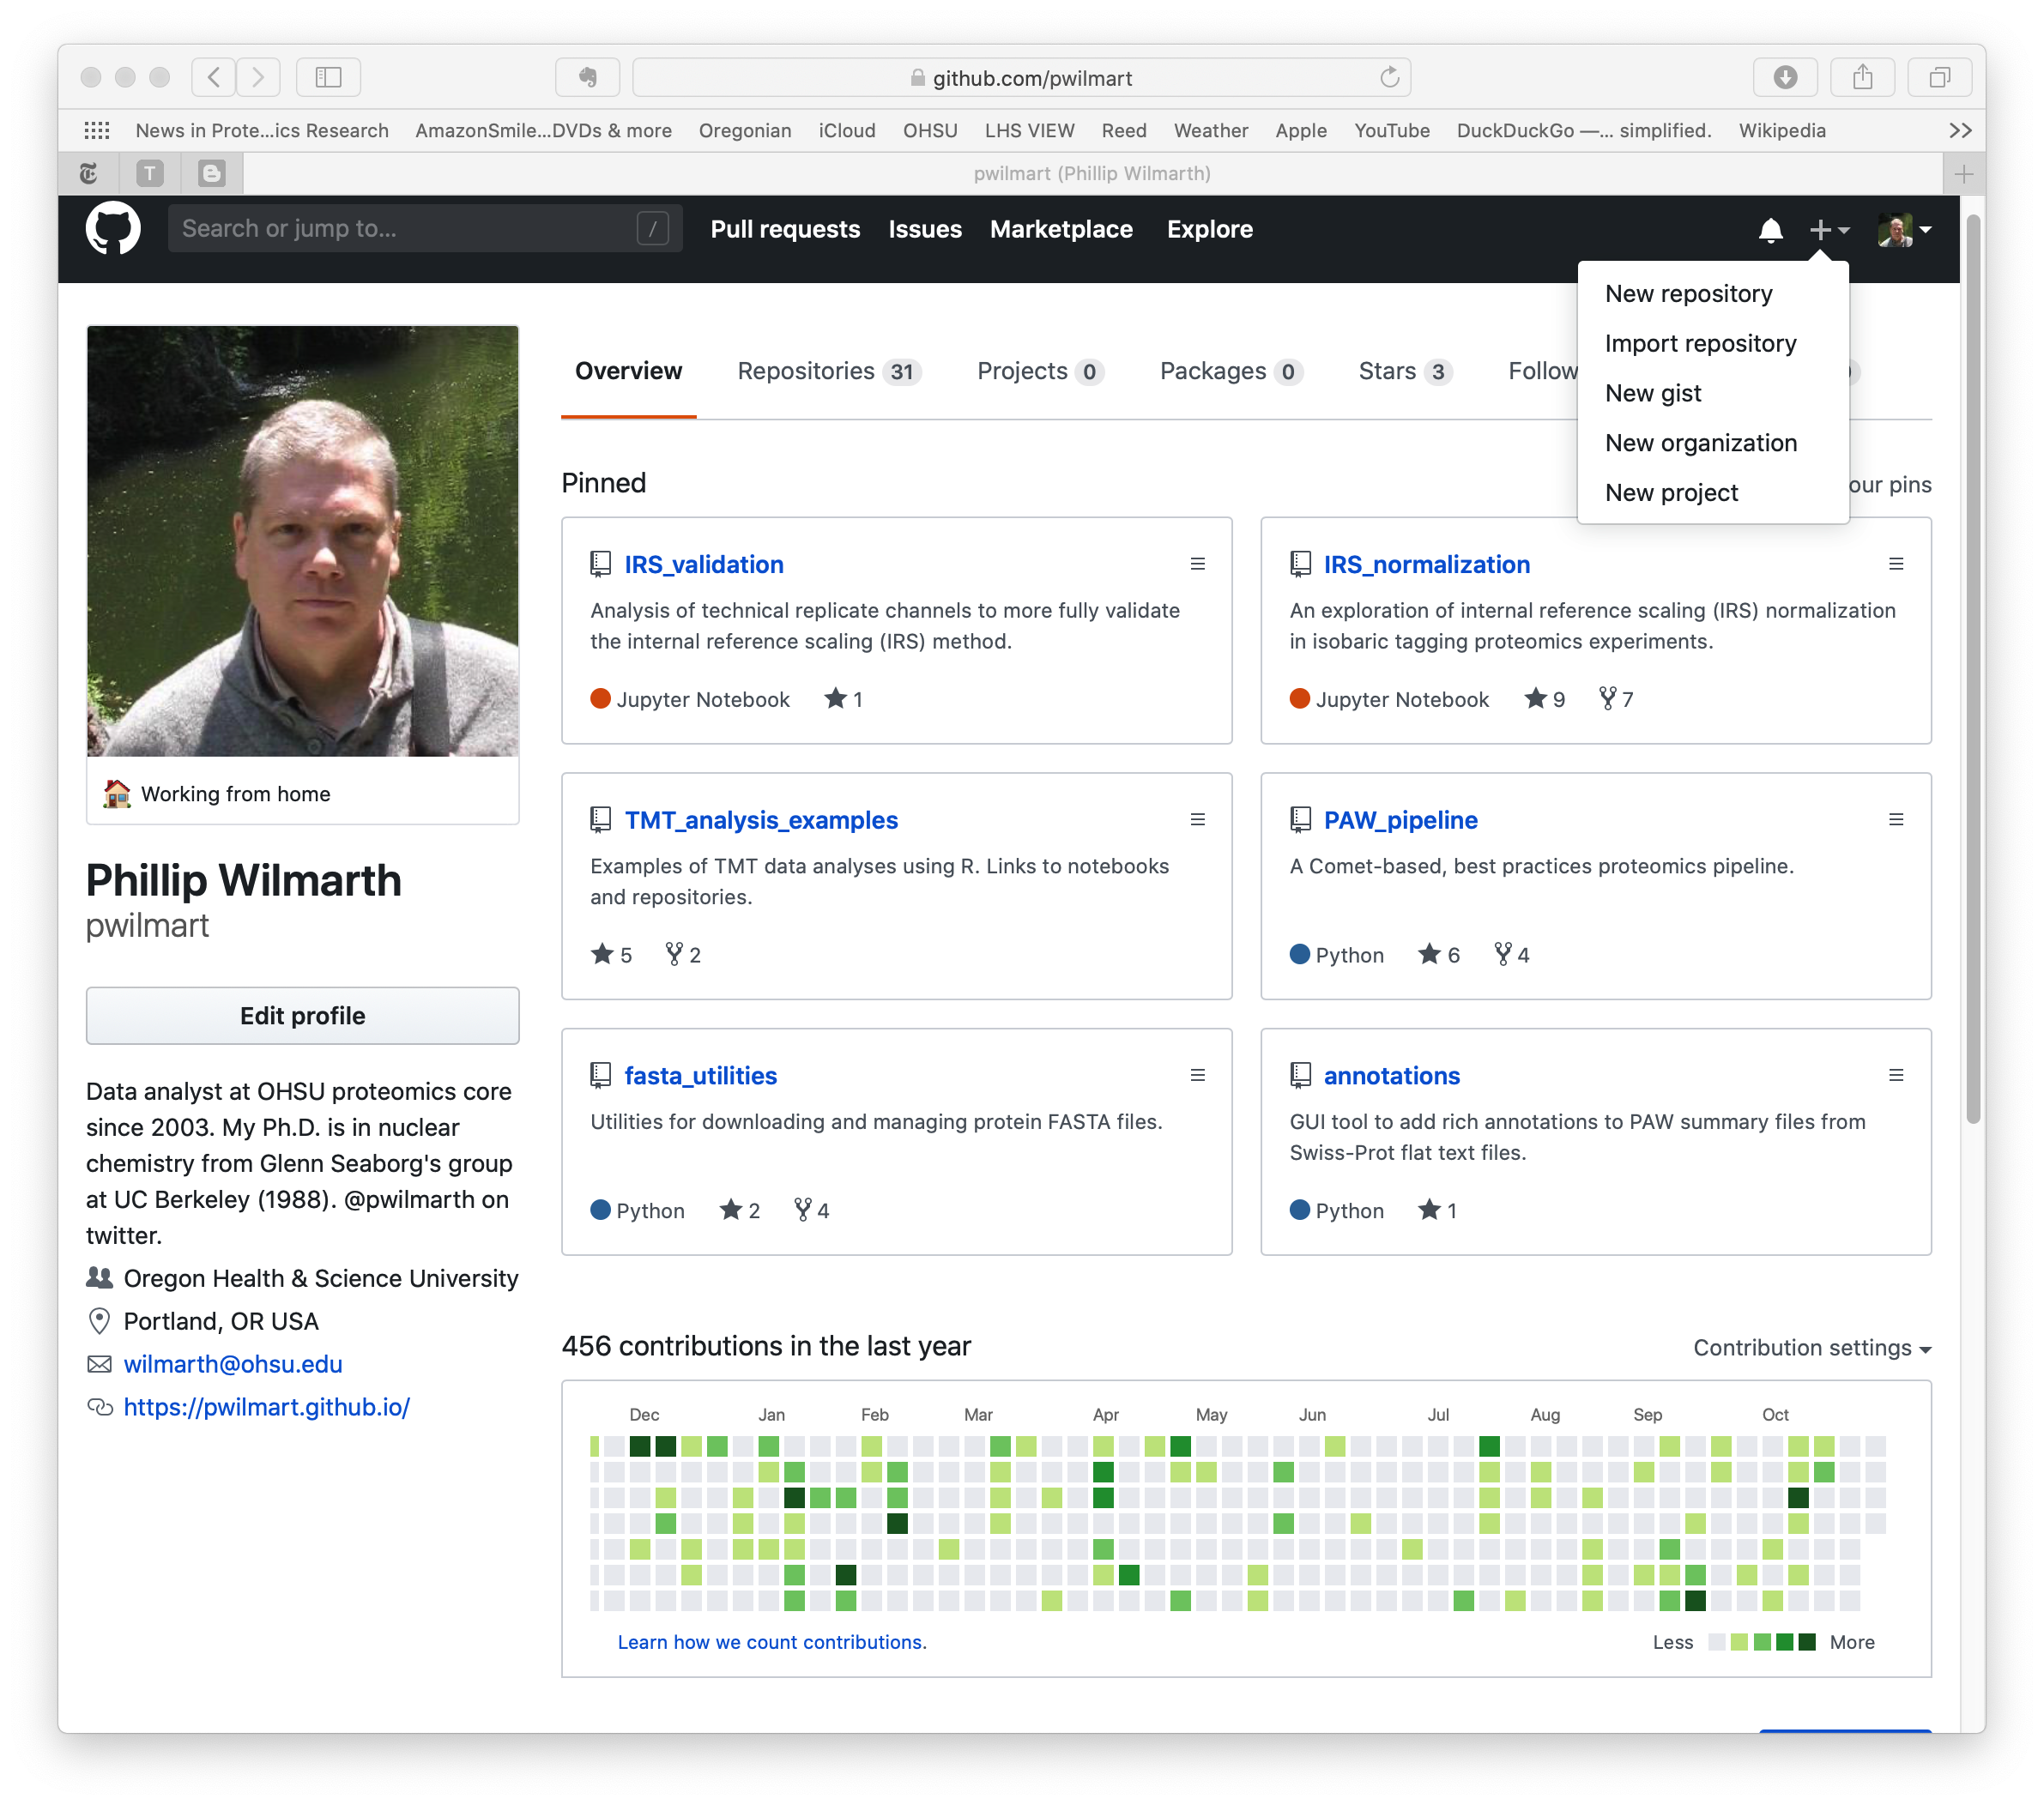 github.com/pwilmart
News in Prote...ics Research AmazonSmile...DVDs & more Oregonian iCloud OHSU LHS VIEW Reed Weather Apple YouTube DuckDuckGo —... simplified. Wikipedia >>
T
pwilmart (Phillip Wilmarth)
Search or jump to... /
Pull requests Issues Marketplace Explore
New repository
Import repository
New gist
New organization
New project
Overview Repositories 31 Projects 0 Packages 0 Stars 3 Follow
Pinned
our pins
IRS_validation
Analysis of technical replicate channels to more fully validate
the internal reference scaling (IRS) method.
Jupyter Notebook 1
IRS_normalization
An exploration of internal reference scaling (IRS) normalization
in isobaric tagging proteomics experiments.
Jupyter Notebook 9 7
TMT_analysis_examples
Examples of TMT data analyses using R. Links to notebooks
and repositories.
5 2
PAW_pipeline
A Comet-based, best practices proteomics pipeline.
Python 6 4
fasta_utilities
Utilities for downloading and managing protein FASTA files.
Python 2 4
annotations
GUI tool to add rich annotations to PAW summary files from
Swiss-Prot flat text files.
Python 1
Working from home
Phillip Wilmarth
pwilmart
Edit profile
Data analyst at OHSU proteomics core
since 2003. My Ph.D. is in nuclear
chemistry from Glenn Seaborg's group
at UC Berkeley (1988). @pwilmarth on
twitter.
Oregon Health & Science University
Portland, OR USA
wilmarth@ohsu.edu
https://pwilmart.github.io/
456 contributions in the last year
Contribution settings
Dec Jan Feb Mar Apr May Jun Jul Aug Sep Oct
Learn how we count contributions.
Less More